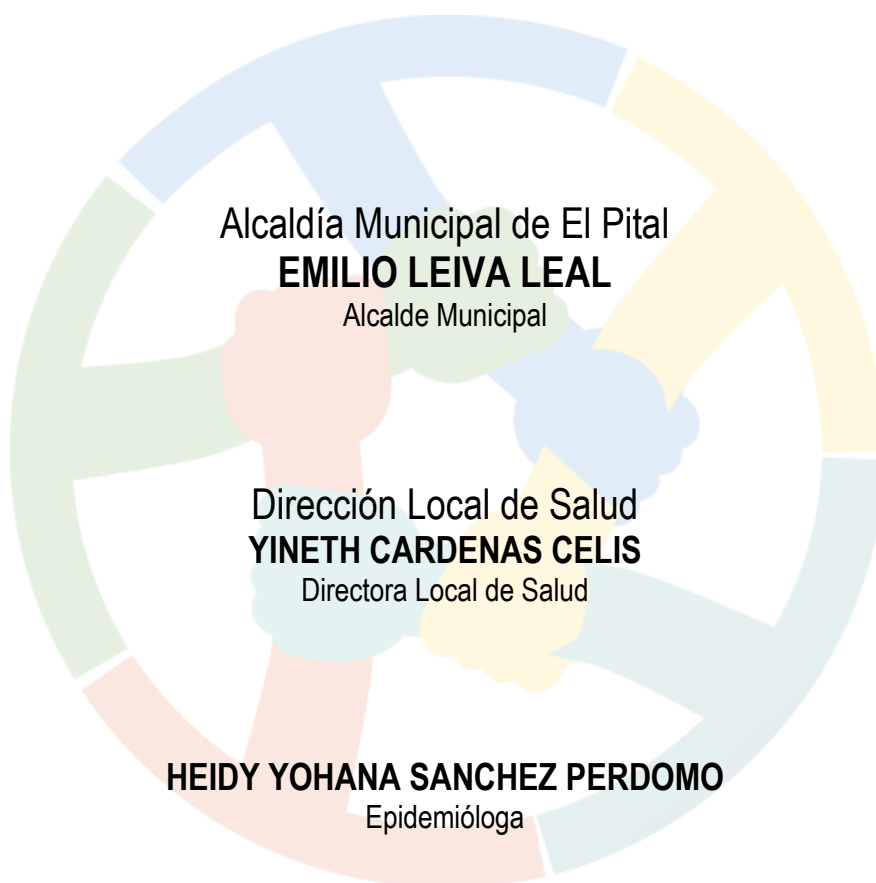 Alcaldía Municipal de El Pital
EMILIO LEIVA LEAL
Alcalde Municipal
Dirección Local de Salud
YINETH CARDENAS CELIS
Directora Local de Salud
HEIDY YOHANA SANCHEZ PERDOMO
Epidemióloga